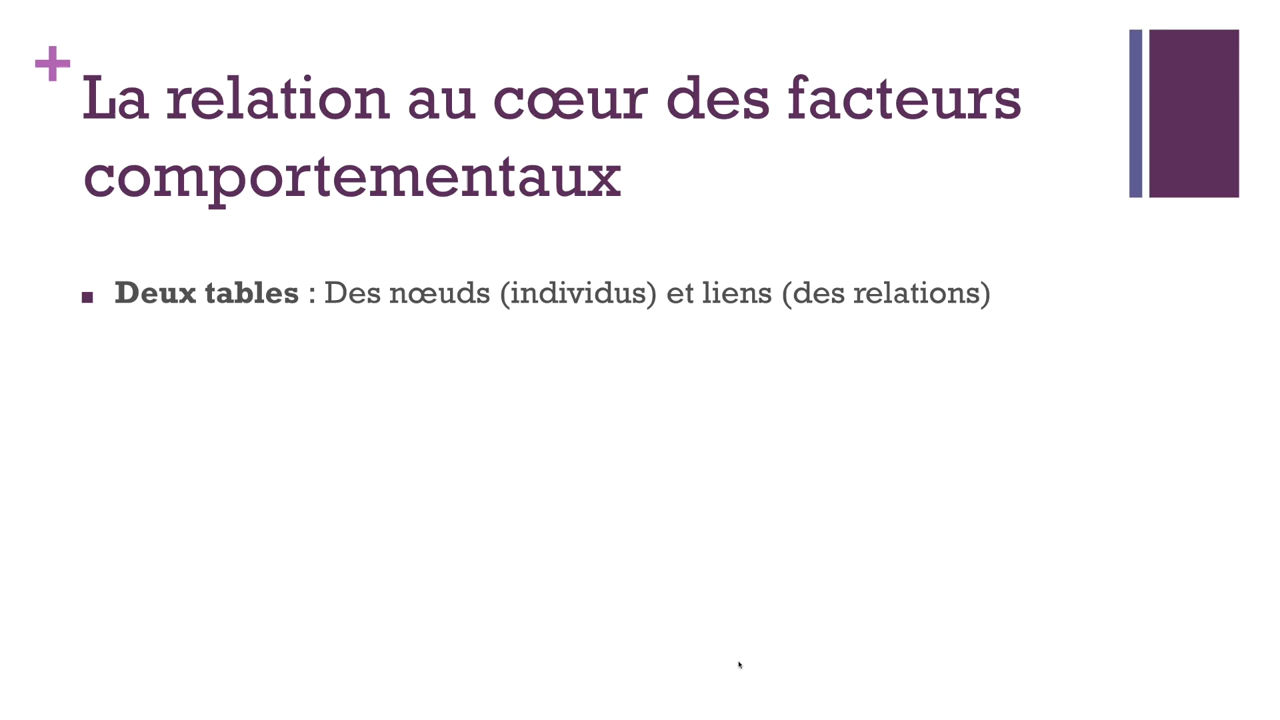 La relation au cœur des facteurs
comportementaux
Deux tables : Des nœuds (individus) et liens (des relations)